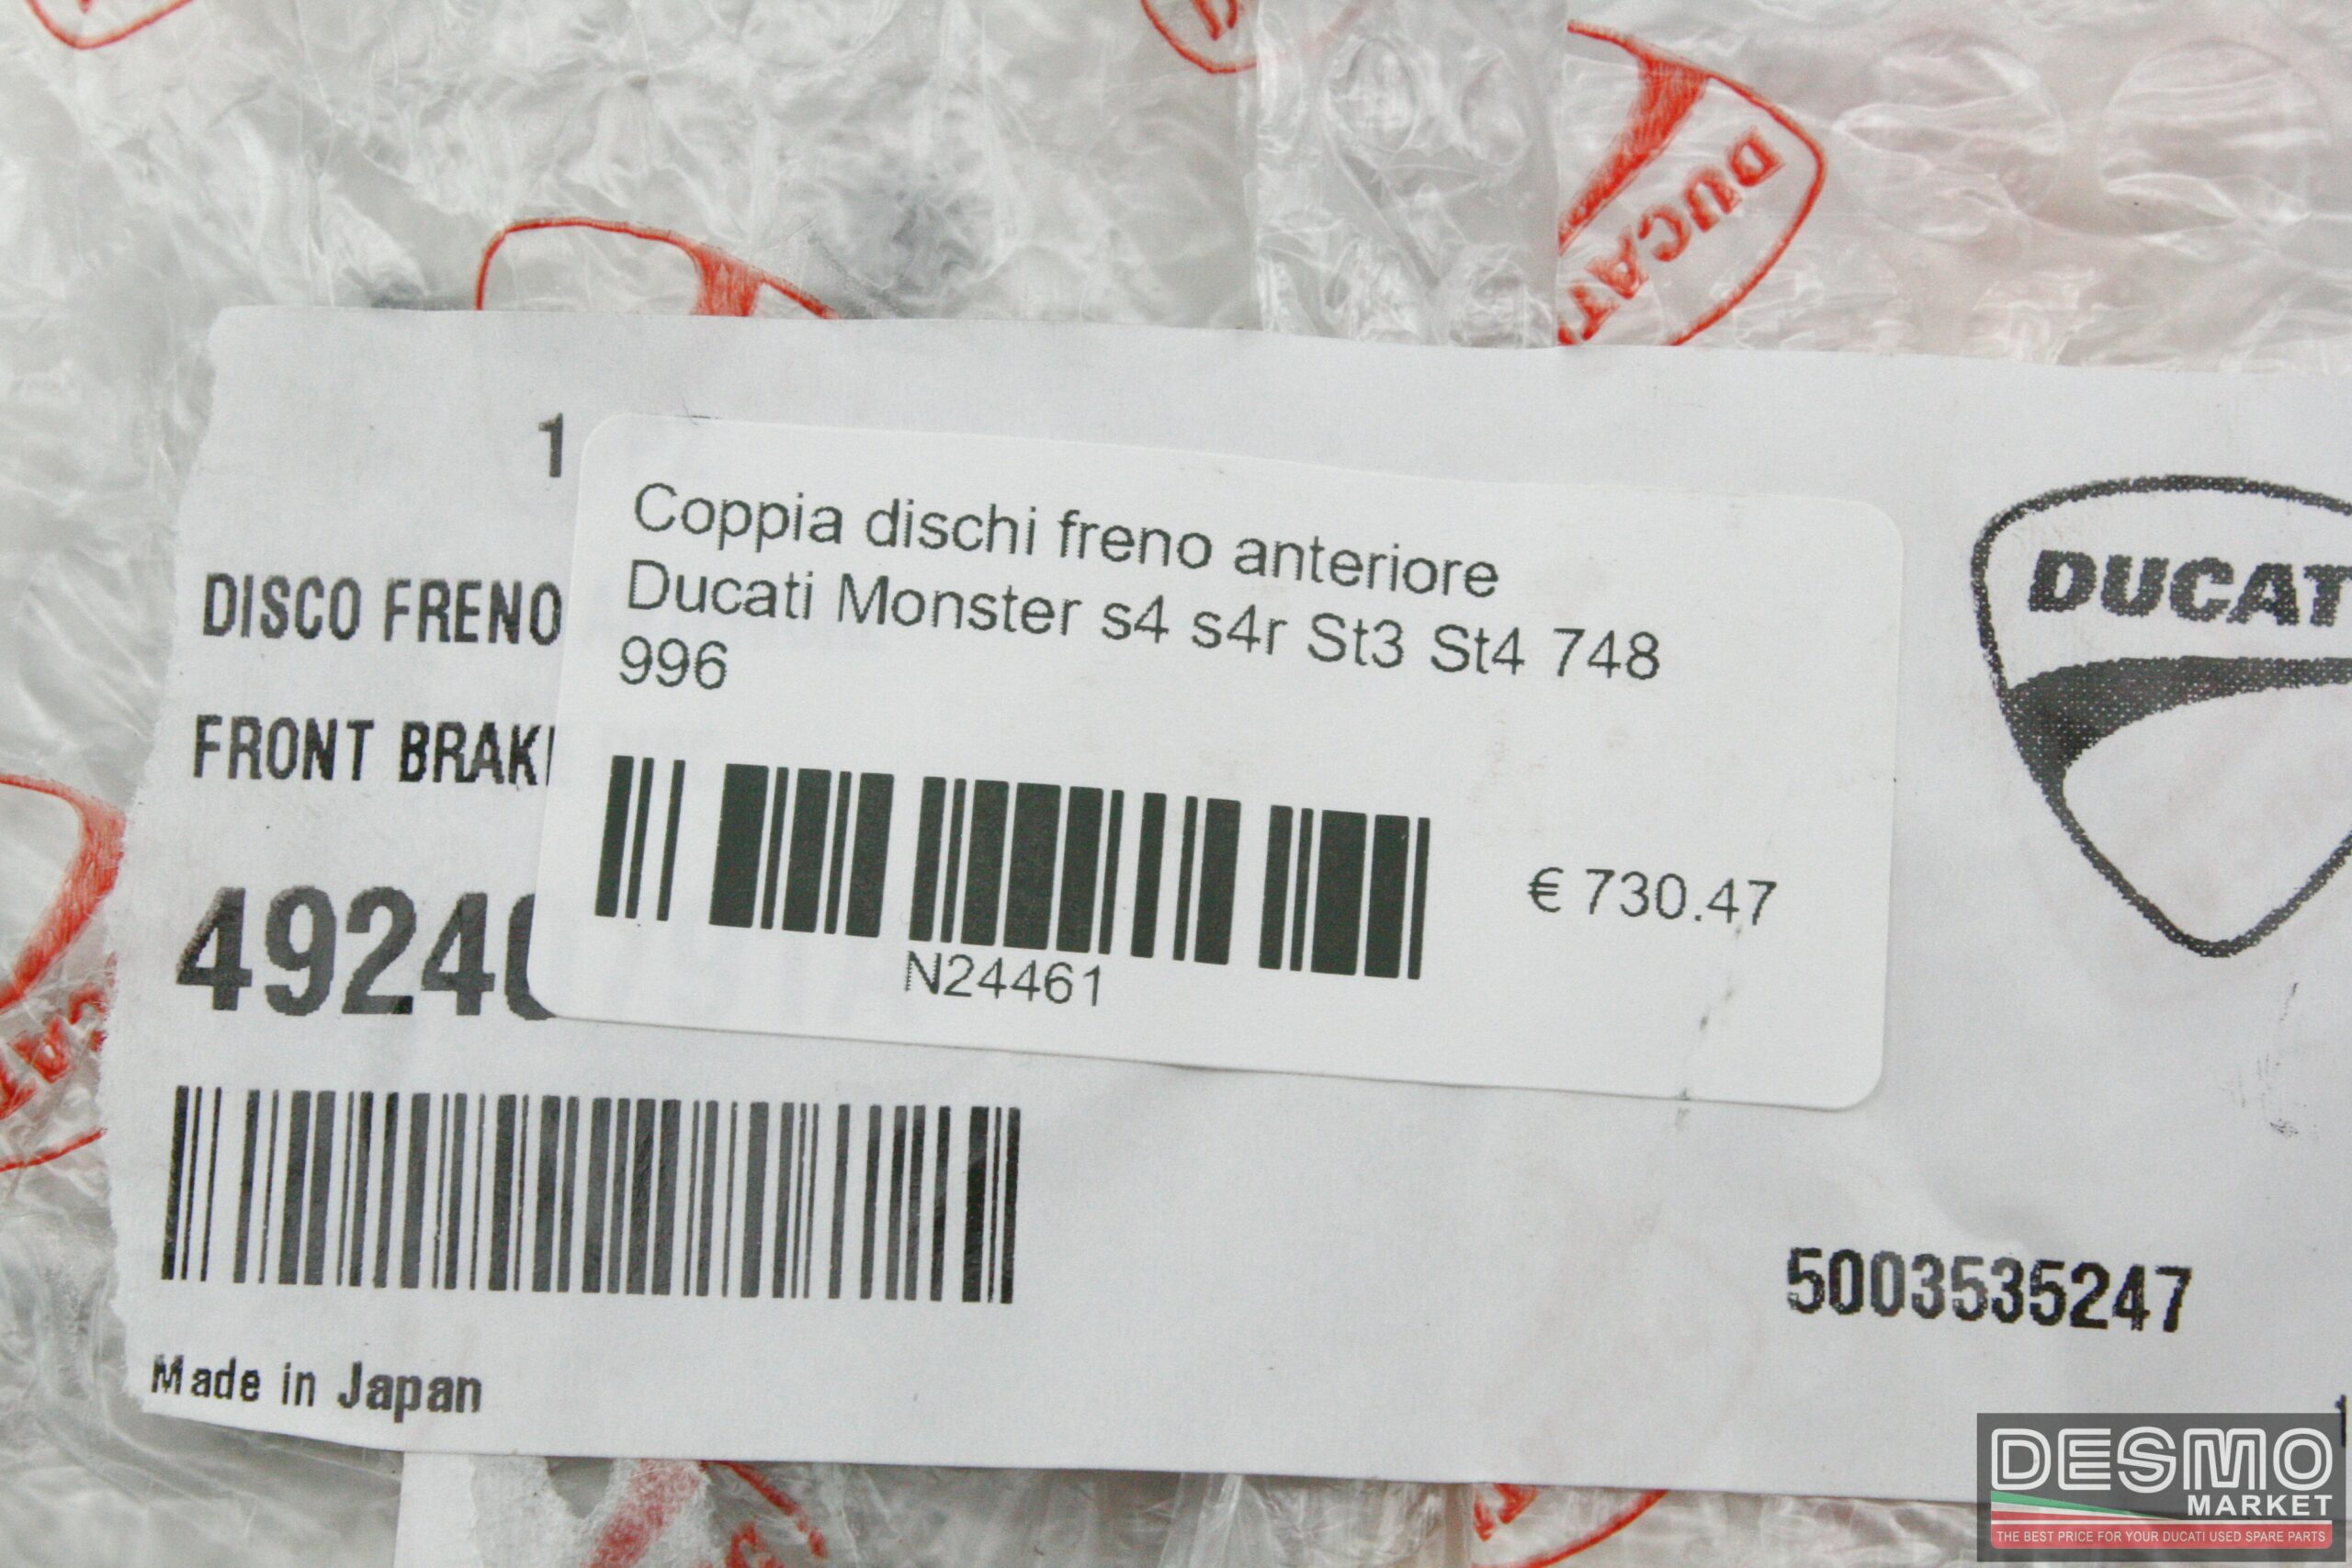 DUCATI
1
Coppia dischi freno anteriore
Ducati Monster s4 s4r St3 St4 748
996
DISCO FRENO
FRONT BRAK
4924
€ 730.47
N24461
DUCAT
5003535247
Made in Japan
DESMO
MARKET
THE BEST PRICE FOR YOUR DUCATI USED SPARE PARTS